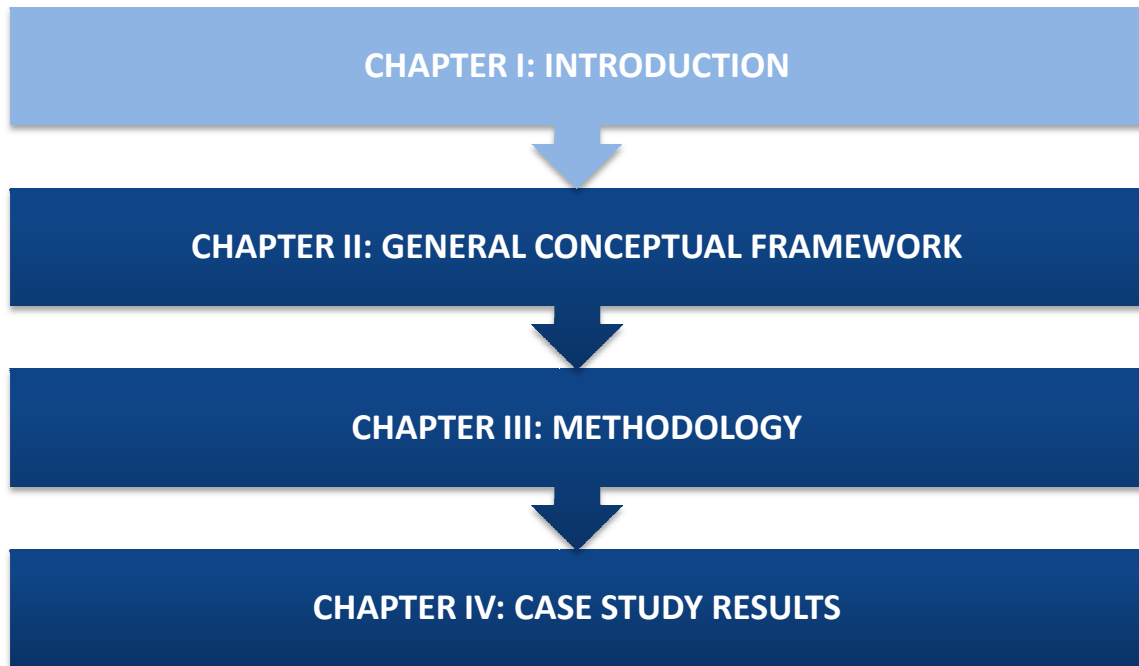 CHAPTER I: INTRODUCTION
CHAPTER II: GENERAL CONCEPTUAL FRAMEWORK
CHAPTER III: METHODOLOGY
CHAPTER IV: CASE STUDY RESULTS